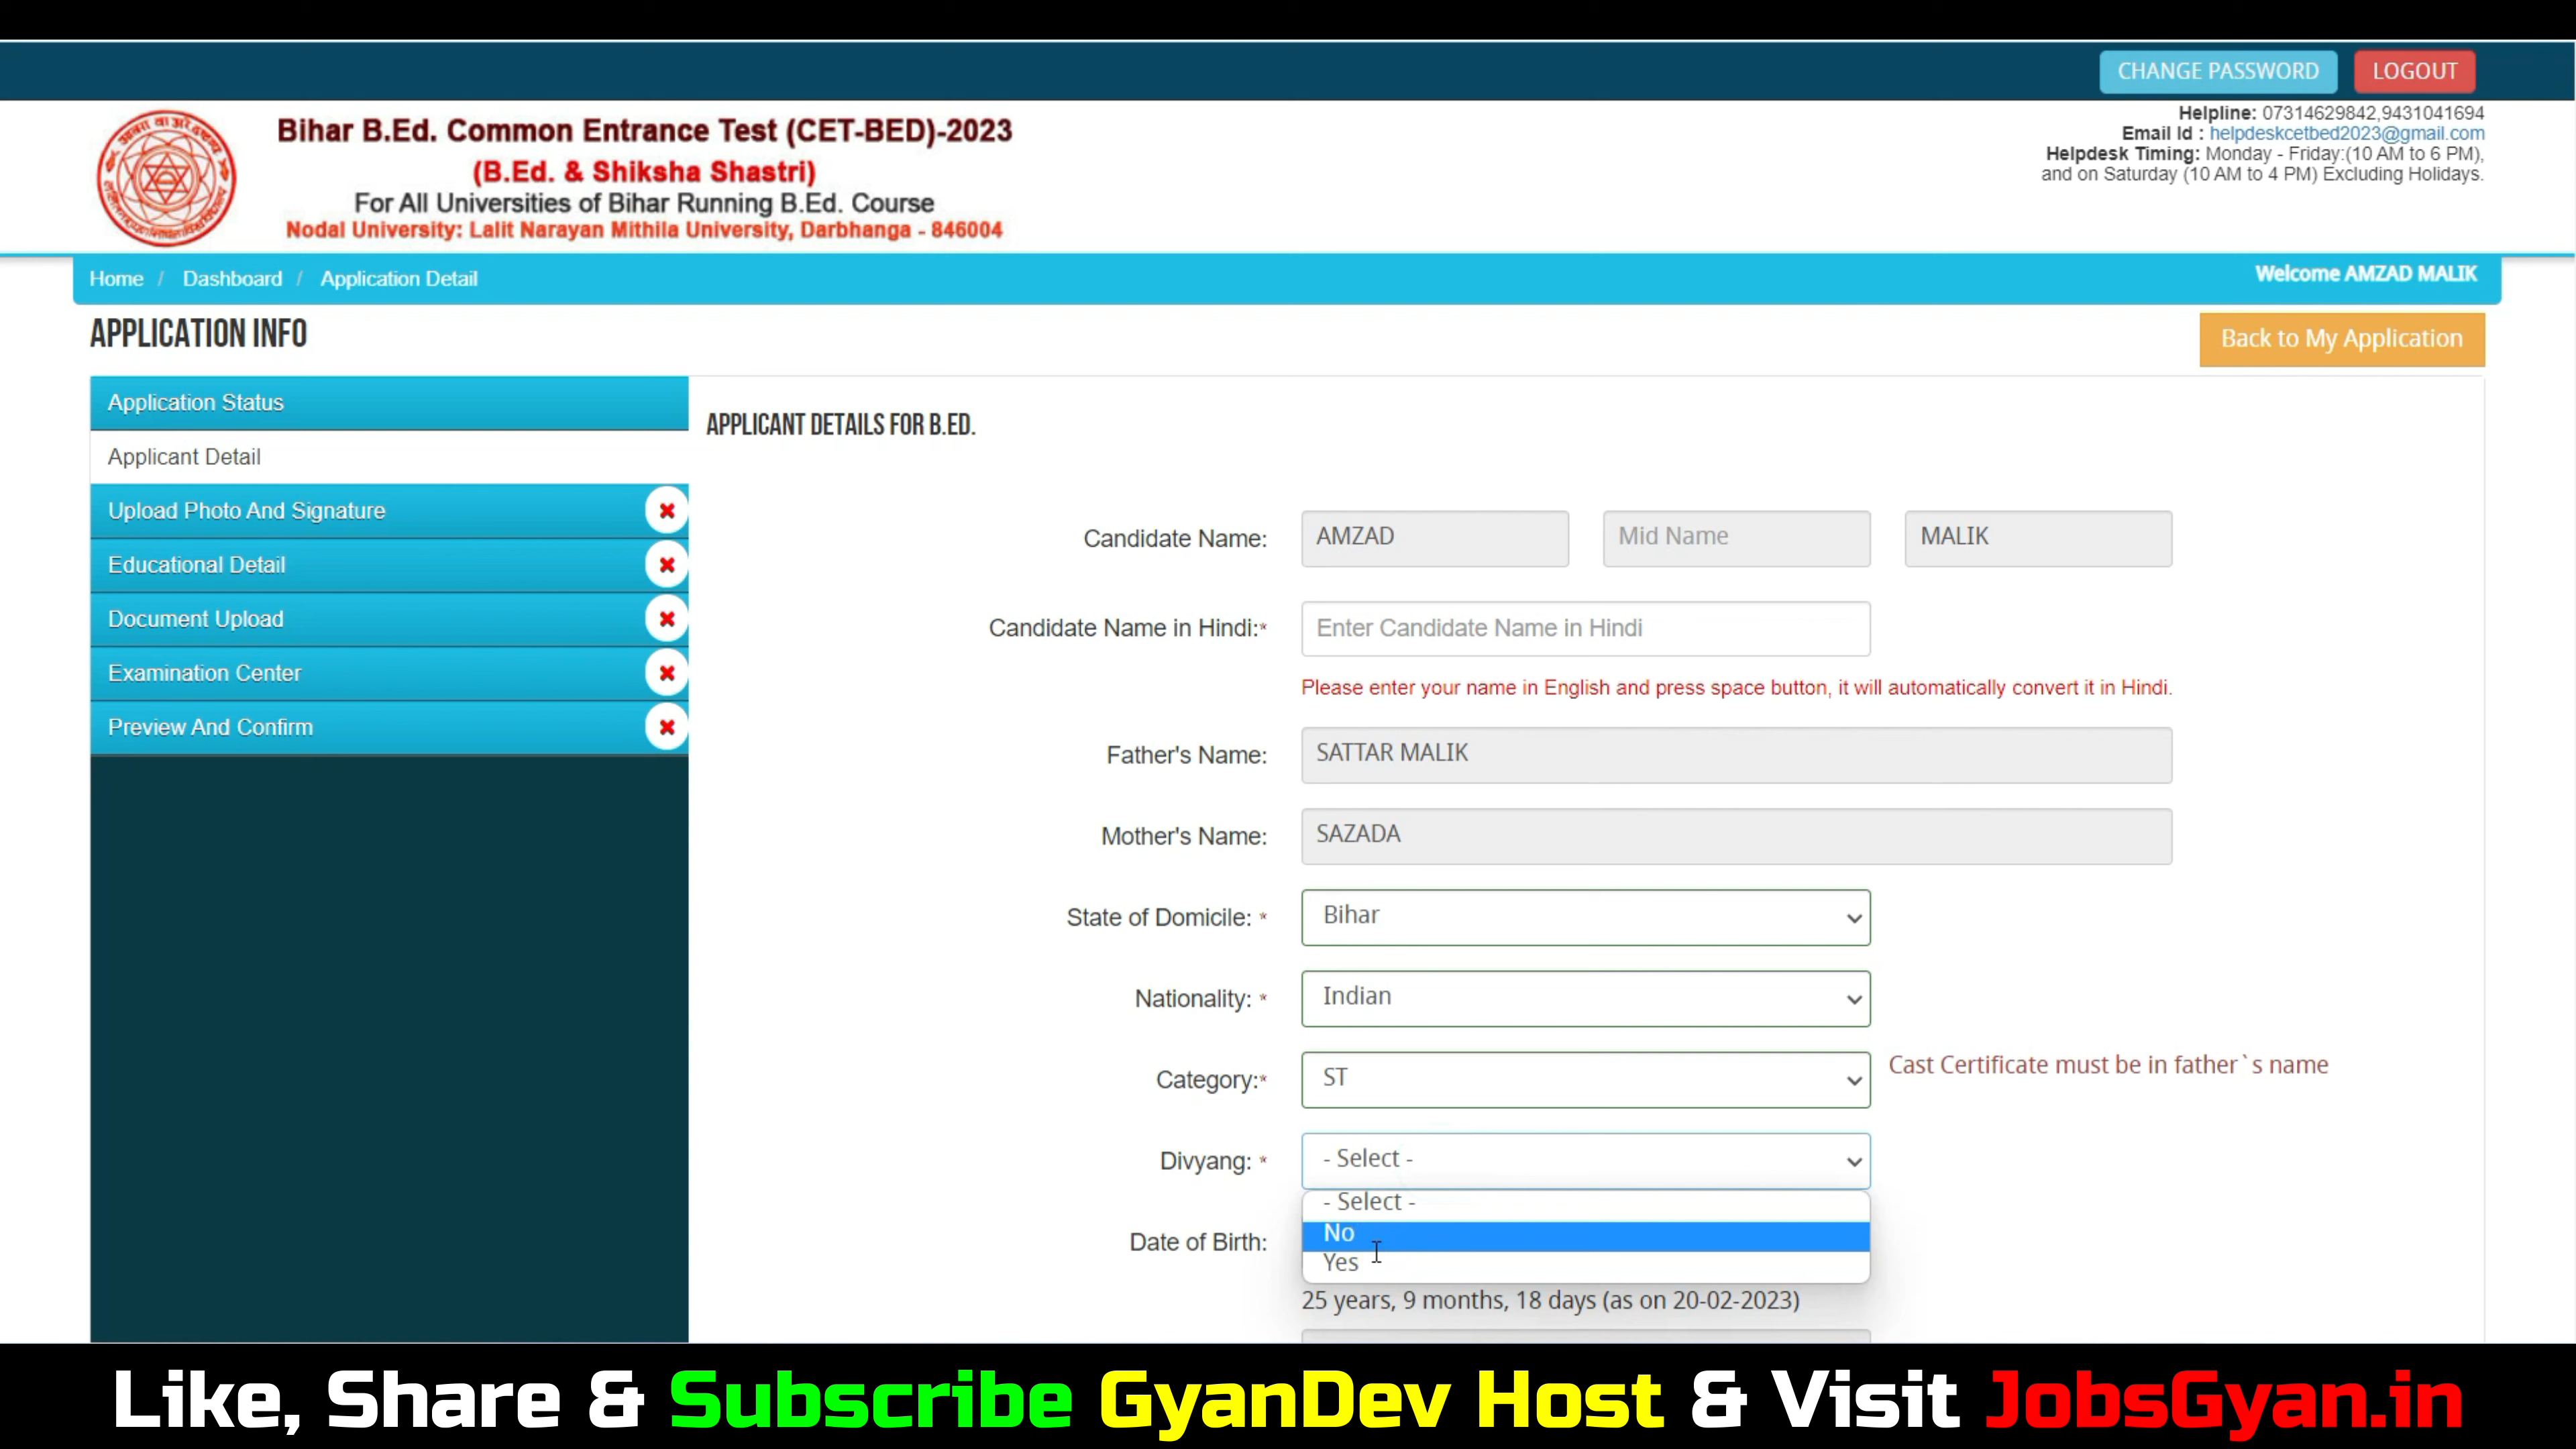 CHANGE PASSWORD
LOGOUT
Bihar B.Ed. Common Entrance Test (CET-BED)-2023
(B.Ed. & Shiksha Shastri)
For All Universities of Bihar Running B.Ed. Course
Nodal University: Lalit Narayan Mithila University, Darbhanga - 846004
Helpline: 07314629842,9431041694
Email Id : helpdeskcetbed2023@gmail.com
Helpdesk Timing: Monday - Friday:(10 AM to 6 PM),
and on Saturday (10 AM to 4 PM) Excluding Holidays.
Home / Dashboard / Application Detail
Welcome AMZAD MALIK
APPLICATION INFO
Back to My Application
Application Status
Applicant Detail
Upload Photo And Signature
Educational Detail
Document Upload
Examination Center
Preview And Confirm
APPLICANT DETAILS FOR B.ED.
Candidate Name: AMZAD Mid Name MALIK
Candidate Name in Hindi:* Enter Candidate Name in Hindi
Please enter your name in English and press space button, it will automatically convert it in Hindi.
Father's Name: SATTAR MALIK
Mother's Name: SAZADA
State of Domicile: * Bihar
Nationality: * Indian
Category:* ST Cast Certificate must be in father`s name
Divyang: * - Select -
- Select -
No
Yes
Date of Birth:
25 years, 9 months, 18 days (as on 20-02-2023)
Like, Share & Subscribe GyanDev Host & Visit JobsGyan.in